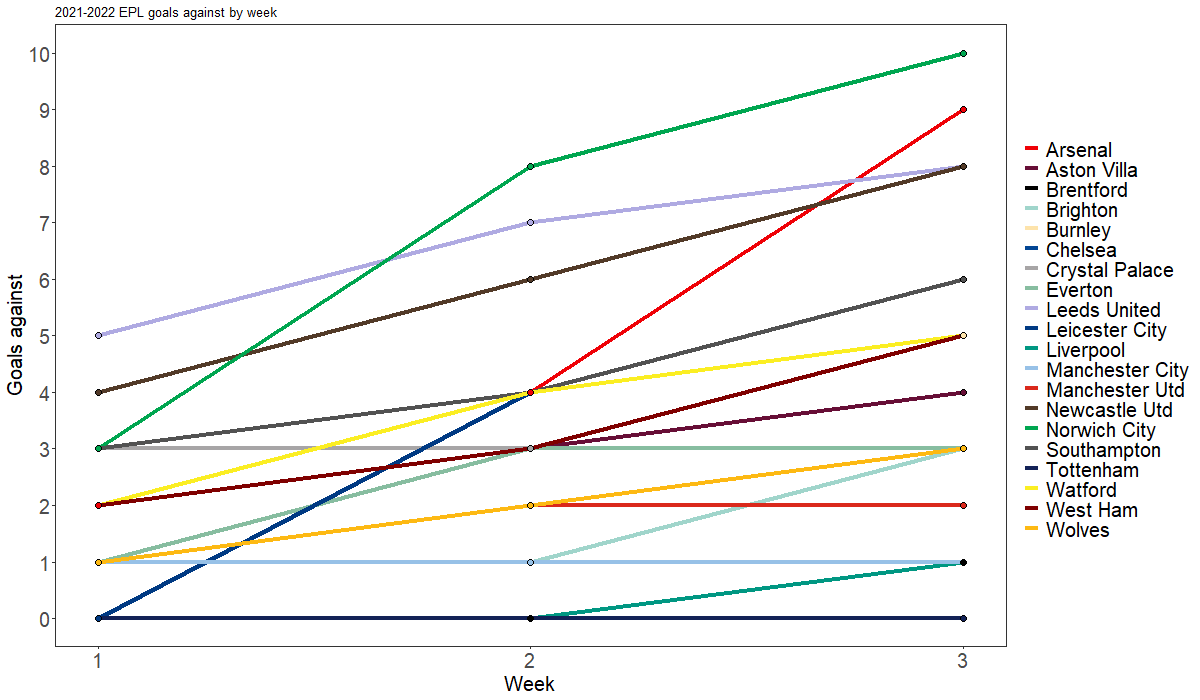 2021-2022 EPL goals against by week
10
9
8
7
6
5
4
3
2
1
0
Goals against
1 2 3
Week
Arsenal
Aston Villa
Brentford
Brighton
Burnley
Chelsea
Crystal Palace
Everton
Leeds United
Leicester City
Liverpool
Manchester City
Manchester Utd
Newcastle Utd
Norwich City
Southampton
Tottenham
Watford
West Ham
Wolves